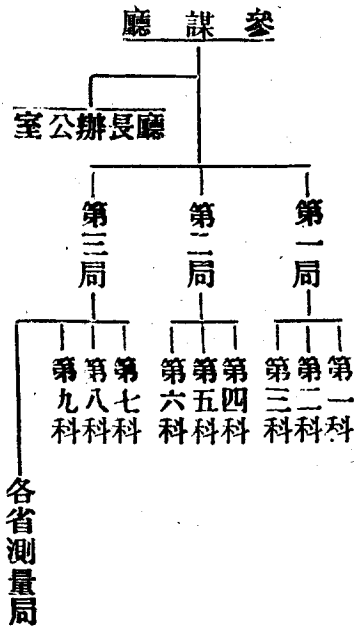 參謀廳
廳長辦公室
第一局
第二局
第三局
第一科
第二科
第三科
第四科
第五科
第六科
第七科
第八科
第九科
各省測量局